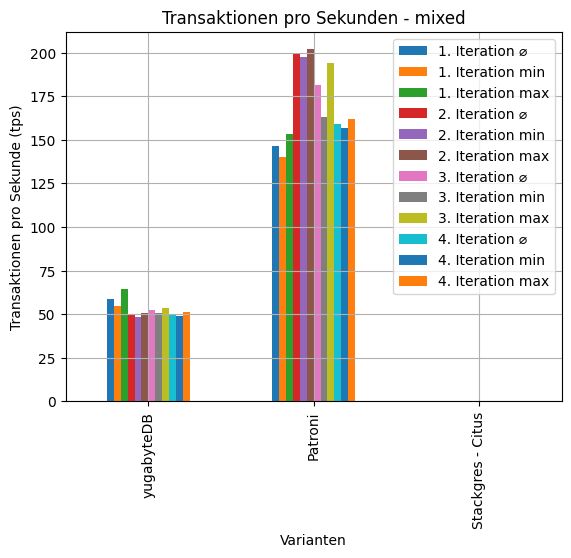 Transaktionen pro Sekunden - mixed
Transaktionen pro Sekunde (tps)
200
175
150
125
100
75
50
25
0
1. Iteration ⌀
1. Iteration min
1. Iteration max
2. Iteration ⌀
2. Iteration min
2. Iteration max
3. Iteration ⌀
3. Iteration min
3. Iteration max
4. Iteration ⌀
4. Iteration min
4. Iteration max
yugabyteDB
Patroni
Stackgres - Citus
Varianten